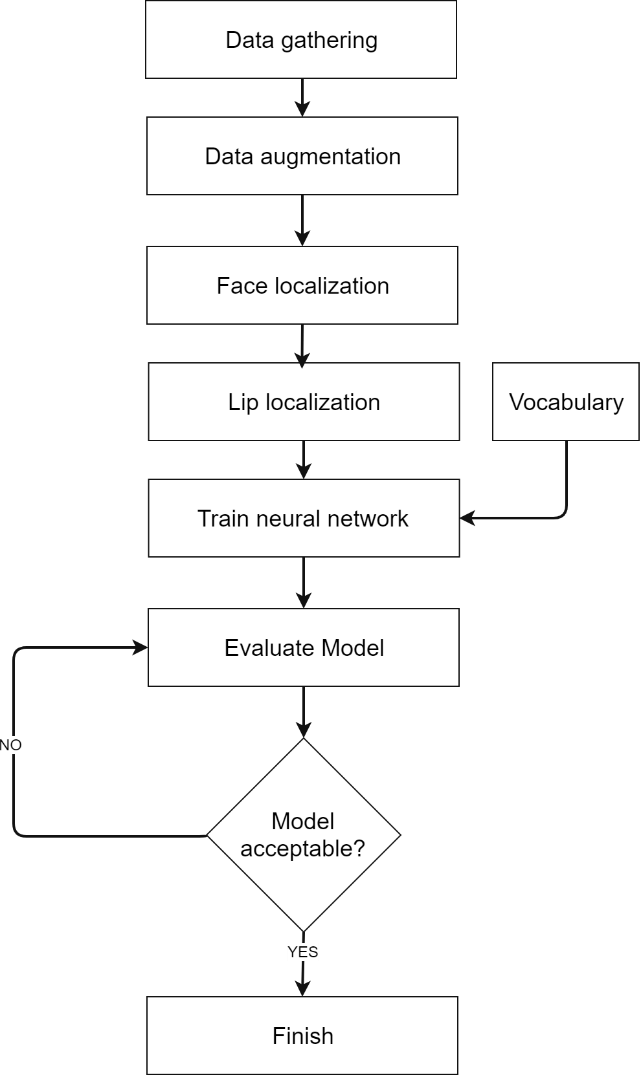 Data gathering
Data augmentation
Face localization
Lip localization
Vocabulary
Train neural network
Evaluate Model
NO
Model
acceptable?
YES
Finish